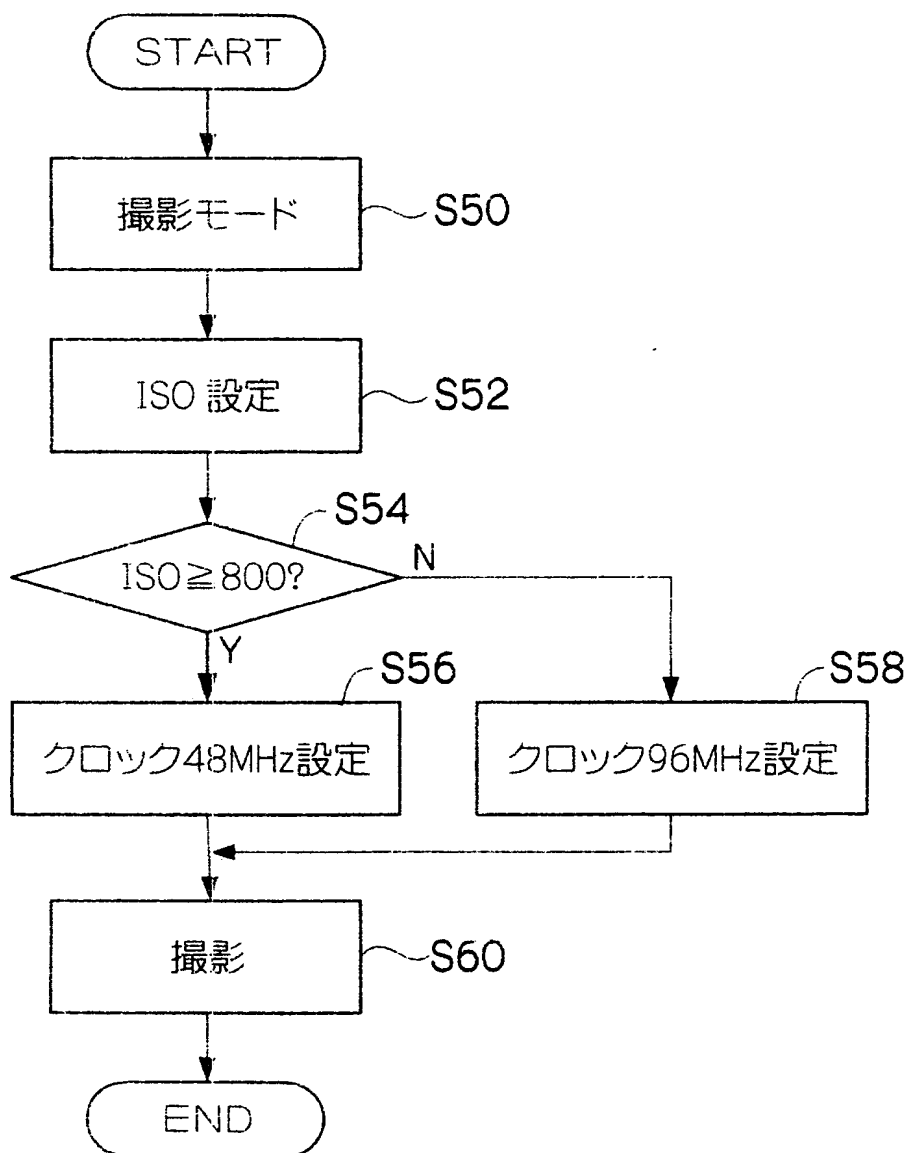 START
撮影モード
S50
ISO 設定
S52
S54
ISO≧800?
N
Y
S56
S58
クロック48MHz設定
クロック96MHz設定
撮影
S60
END